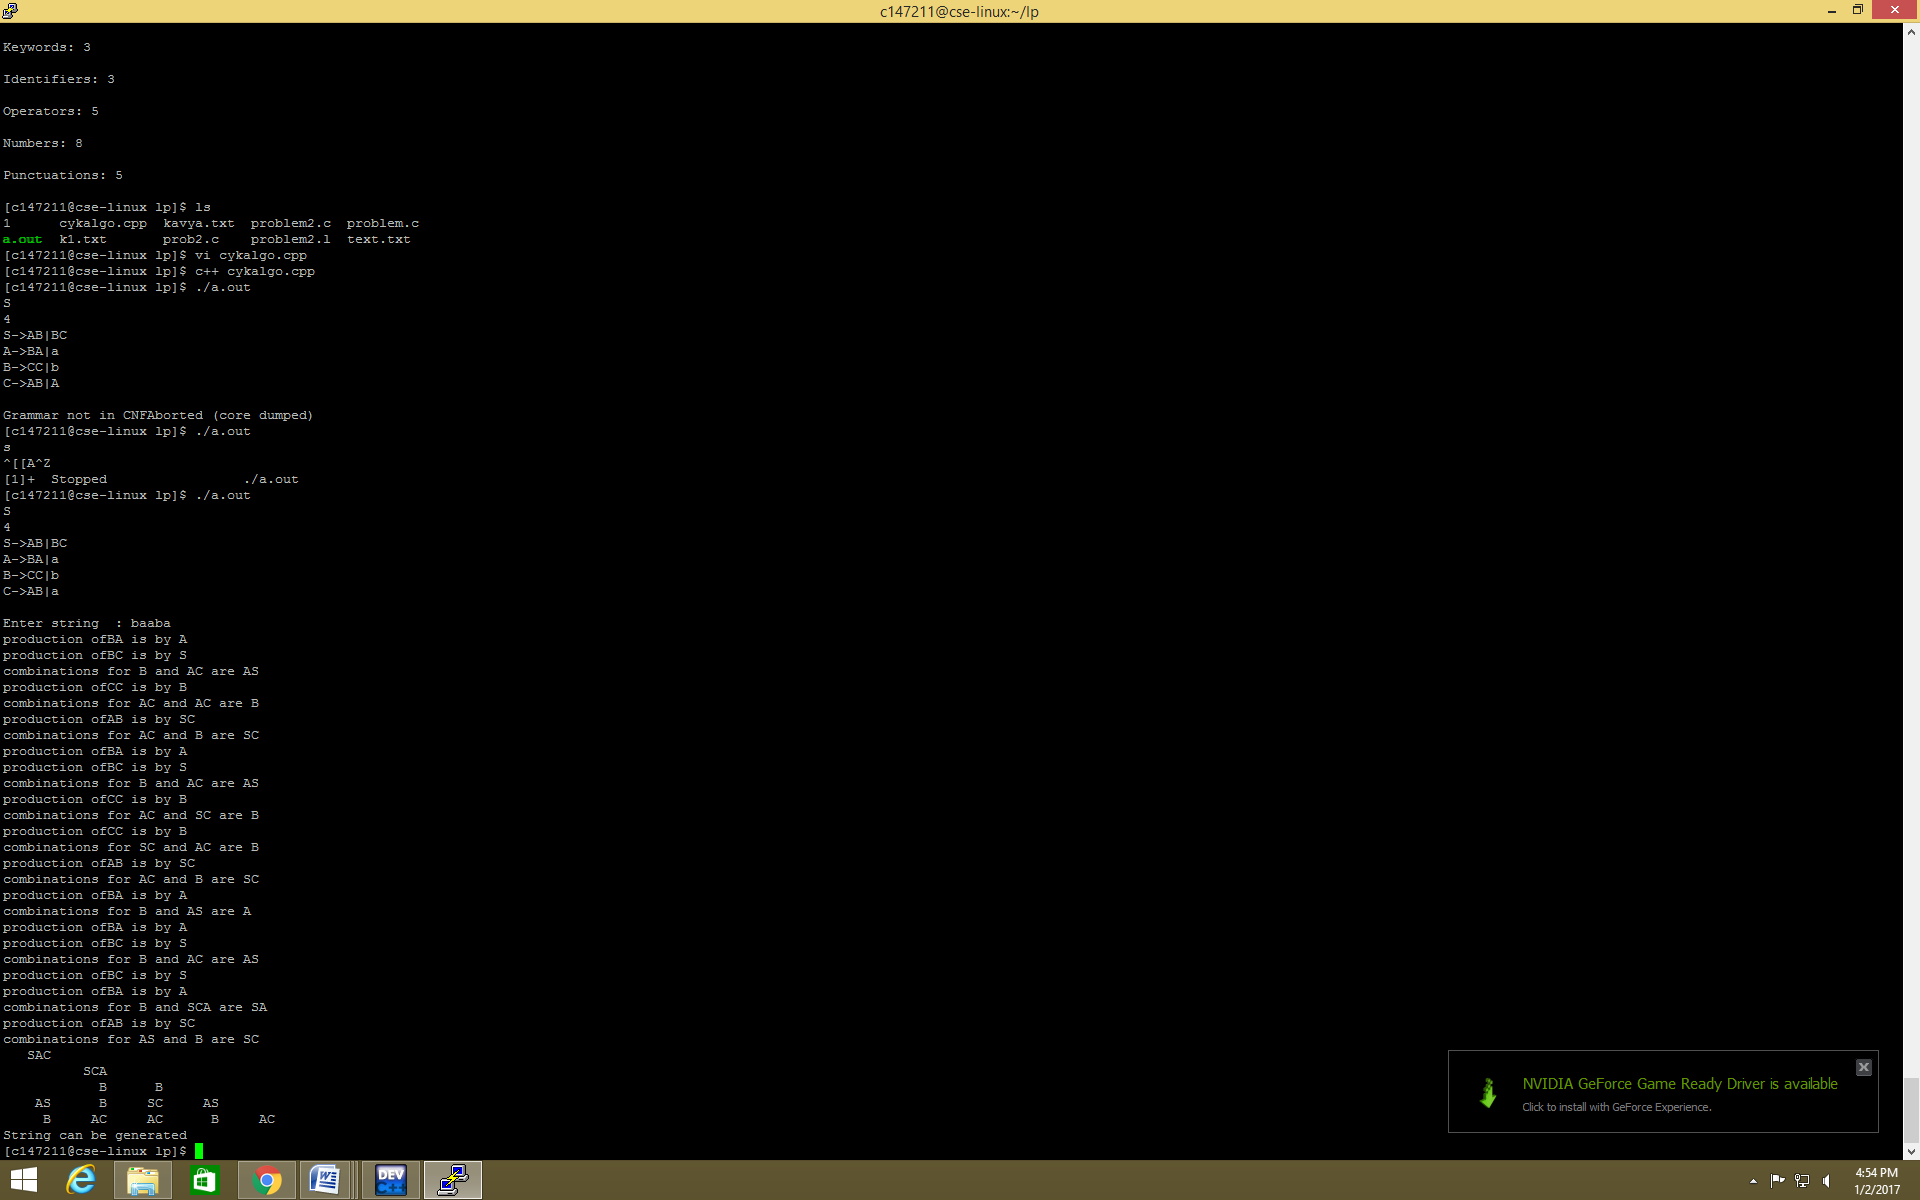 c147211@cse-linux:~/lp
Keywords: 3
Identifiers: 3
Operators: 5
Numbers: 8
Punctuations: 5
[c147211@cse-linux lp]$ ls
1      cykalgo.cpp  kavya.txt  problem2.c  problem.c
a.out  k1.txt       prob2.c    problem2.l  text.txt
[c147211@cse-linux lp]$ vi cykalgo.cpp
[c147211@cse-linux lp]$ c++ cykalgo.cpp
[c147211@cse-linux lp]$ ./a.out
S
4
S->AB|BC
A->BA|a
B->CC|b
C->AB|A
Grammar not in CNFAborted (core dumped)
[c147211@cse-linux lp]$ ./a.out
s
^[[A^Z
[1]+  Stopped                 ./a.out
[c147211@cse-linux lp]$ ./a.out
S
4
S->AB|BC
A->BA|a
B->CC|b
C->AB|a
Enter string  : baaba
production ofBA is by A
production ofBC is by S
combinations for B and AC are AS
production ofCC is by B
combinations for AC and AC are B
production ofAB is by SC
combinations for AC and B are SC
production ofBA is by A
production ofBC is by S
combinations for B and AC are AS
production ofCC is by B
combinations for AC and SC are B
production ofCC is by B
combinations for SC and AC are B
production ofAB is by SC
combinations for AC and B are SC
production ofBA is by A
combinations for B and AS are A
production ofBA is by A
production ofBC is by S
combinations for B and AC are AS
production ofBC is by S
production ofBA is by A
combinations for B and SCA are SA
production ofAB is by SC
combinations for AS and B are SC
   SAC
          SCA
            B      B
    AS      B     SC     AS
     B     AC     AC      B     AC
String can be generated
[c147211@cse-linux lp]$
NVIDIA GeForce Game Ready Driver is available
Click to install with GeForce Experience.
DEV
C++
4:54 PM
1/2/2017